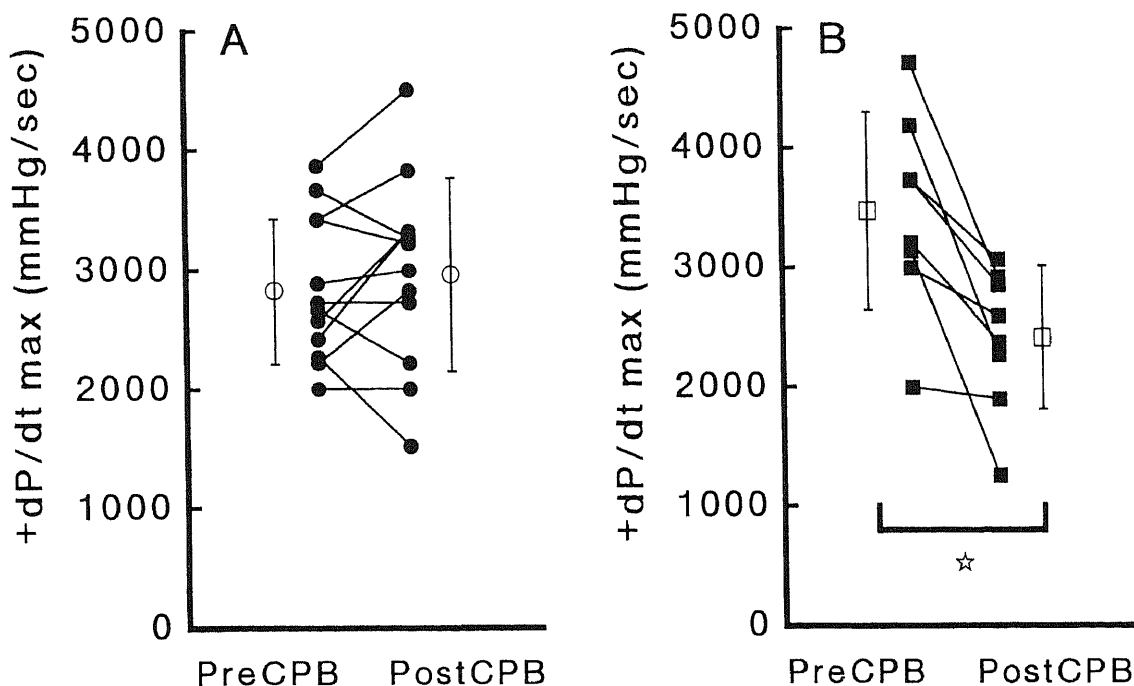 A
+dP/dt max (mmHg/sec)
5000
4000
3000
2000
1000
0
PreCPB PostCPB
B
+dP/dt max (mmHg/sec)
5000
4000
3000
2000
1000
0
PreCPB PostCPB